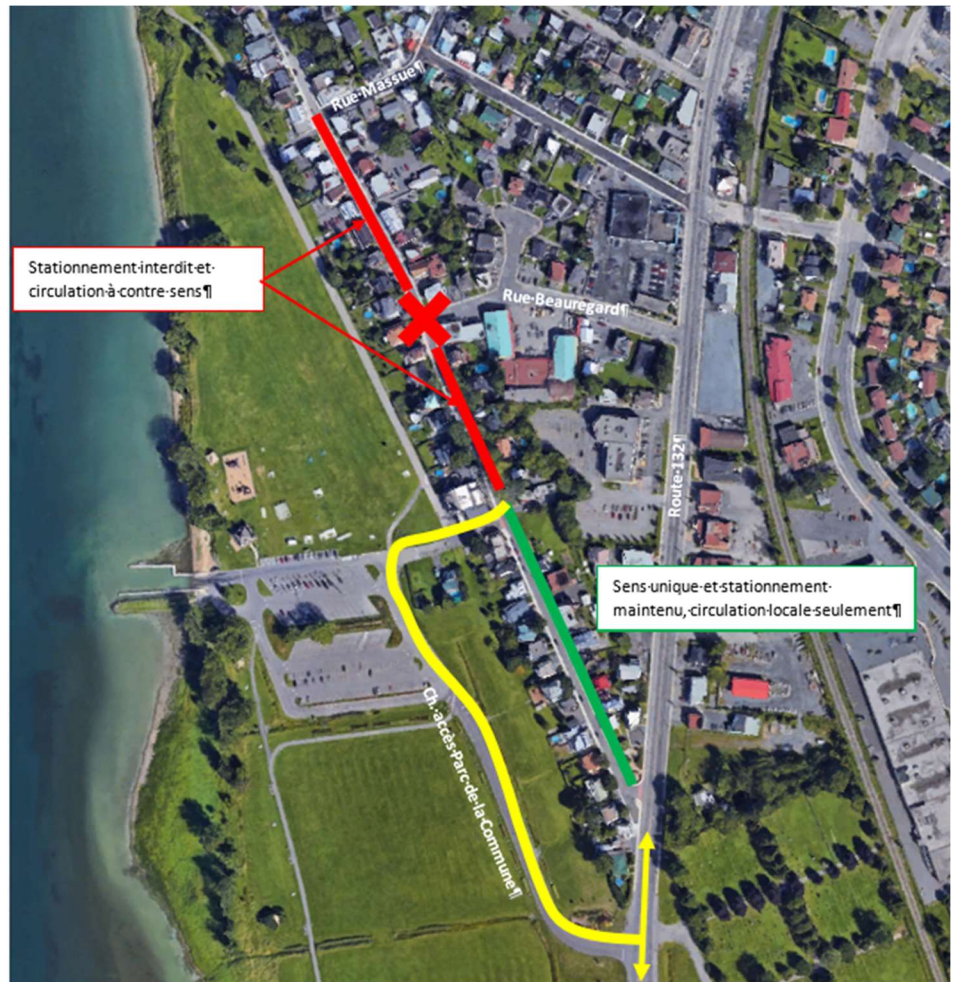 Rue·Massue¶
Stationnement·interdit·et·
circulation·à·contre·sens¶
Rue·Beauregard¶
Route·132¶
Sens·unique·et·stationnement·
maintenu,·circulation·locale·seulement¶
Ch.·accès·Parc·de·la·Commune¶